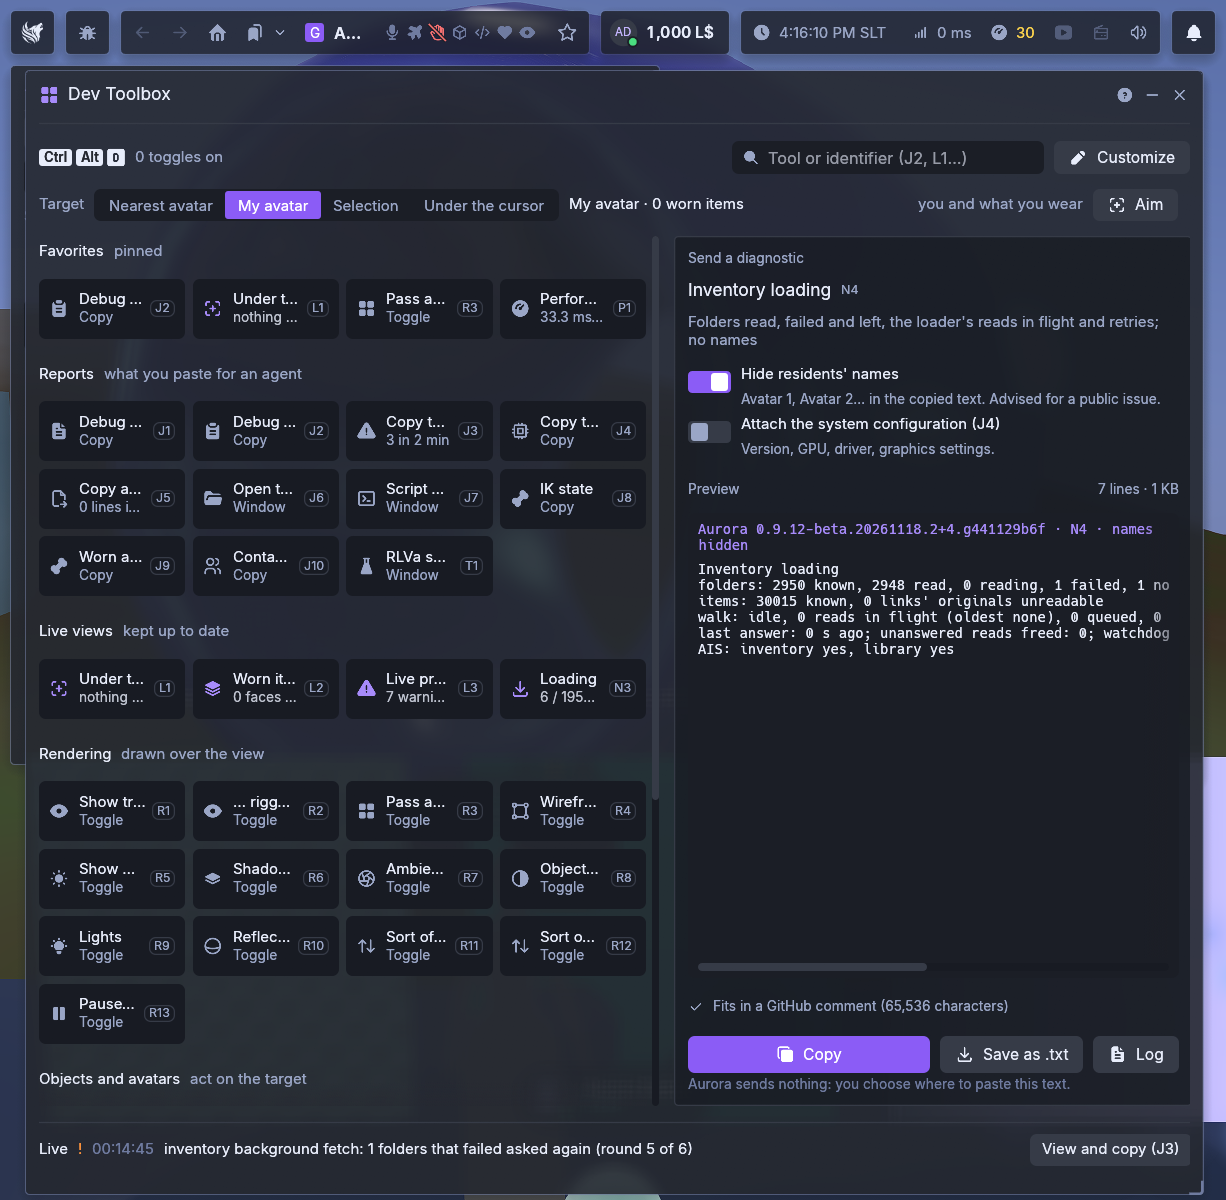 G A... AD 1,000 L$ 4:16:10 PM SLT 0 ms 30
Dev Toolbox
Ctrl Alt D 0 toggles on Tool or identifier (J2, L1...) Customize
Target Nearest avatar My avatar Selection Under the cursor My avatar · 0 worn items you and what you wear Aim
Favorites pinned
Debug ... Copy J2
Under t... nothing ... L1
Pass a... Toggle R3
Perfor... 33.3 ms... P1
Reports what you paste for an agent
Debug ... Copy J1
Debug ... Copy J2
Copy t... 3 in 2 min J3
Copy t... Copy J4
Copy a... 0 lines i... J5
Open t... Window J6
Script ... Window J7
IK state Copy J8
Worn a... Copy J9
Conta... Copy J10
RLVa s... Window T1
Live views kept up to date
Under t... nothing ... L1
Worn it... 0 faces ... L2
Live pr... 7 warni... L3
Loading 6 / 195... N3
Rendering drawn over the view
Show tr... Toggle R1
... rigg... Toggle R2
Pass a... Toggle R3
Wirefr... Toggle R4
Show ... Toggle R5
Shado... Toggle R6
Ambie... Toggle R7
Object... Toggle R8
Lights Toggle R9
Reflec... Toggle R10
Sort of... Toggle R11
Sort o... Toggle R12
Pause... Toggle R13
Objects and avatars act on the target
Send a diagnostic
Inventory loading N4
Folders read, failed and left, the loader's reads in flight and retries;
no names
Hide residents' names
Avatar 1, Avatar 2... in the copied text. Advised for a public issue.
Attach the system configuration (J4)
Version, GPU, driver, graphics settings.
Preview 7 lines · 1 KB
Aurora 0.9.12-beta.20261118.2+4.g441129b6f · N4 · names
hidden
Inventory loading
folders: 2950 known, 2948 read, 0 reading, 1 failed, 1 no
items: 30015 known, 0 links' originals unreadable
walk: idle, 0 reads in flight (oldest none), 0 queued, 0
last answer: 0 s ago; unanswered reads freed: 0; watchdog
AIS: inventory yes, library yes
Fits in a GitHub comment (65,536 characters)
Copy Save as .txt Log
Aurora sends nothing: you choose where to paste this text.
Live ! 00:14:45 inventory background fetch: 1 folders that failed asked again (round 5 of 6) View and copy (J3)